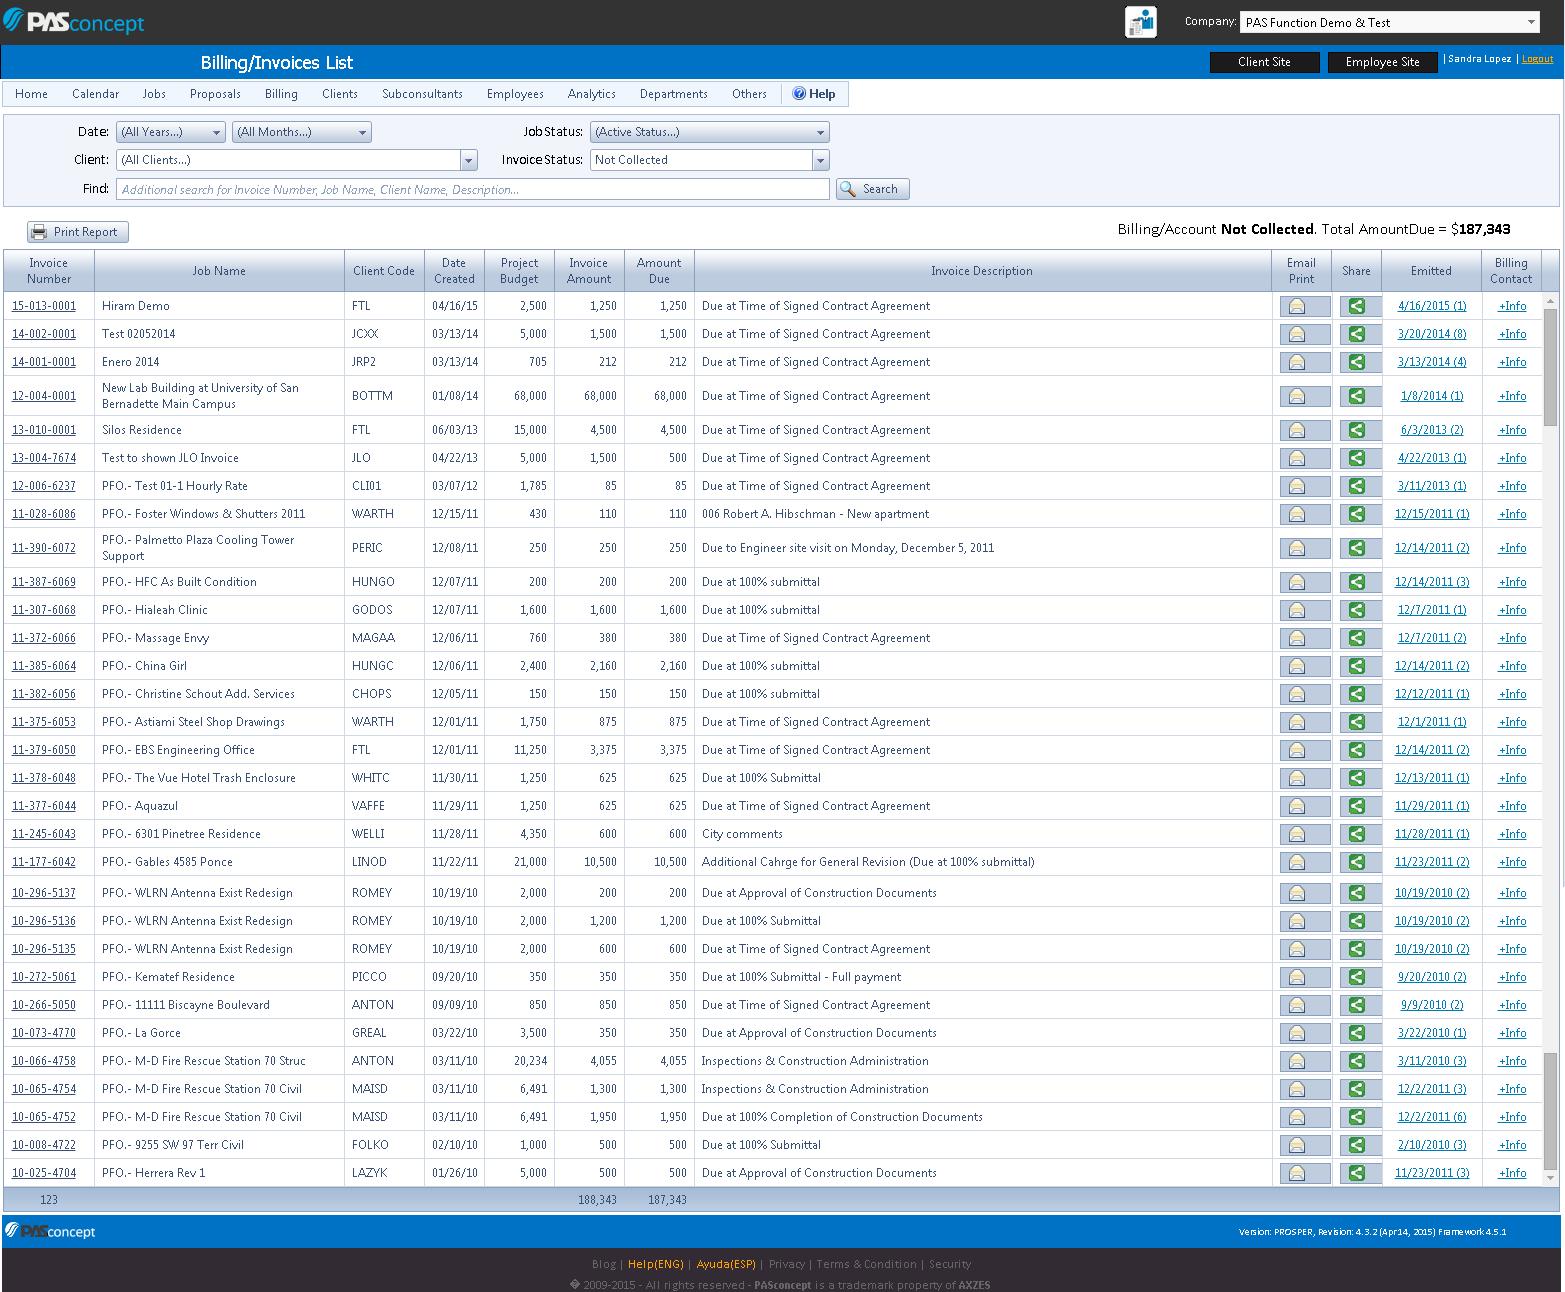 PASconcept
Company: PAS Function Demo & Test
Billing/Invoices List
Client Site Employee Site | Sandra Lopez | Logout
Home Calendar Jobs Proposals Billing Clients Subconsultants Employees Analytics Departments Others Help
Date: (All Years...) (All Months...) Job Status: (Active Status...)
Client: (All Clients...) Invoice Status: Not Collected
Find: Additional search for Invoice Number, Job Name, Client Name, Description... Search
Print Report Billing/Account Not Collected. Total AmountDue = $187,343
Invoice Number Job Name Client Code Date Created Project Budget Invoice Amount Amount Due Invoice Description Email Print Share Emitted Billing Contact
15-013-0001 Hiram Demo FTL 04/16/15 2,500 1,250 1,250 Due at Time of Signed Contract Agreement 4/16/2015 (1) +Info
14-002-0001 Test 02052014 JCXX 03/13/14 5,000 1,500 1,500 Due at Time of Signed Contract Agreement 3/20/2014 (8) +Info
14-001-0001 Enero 2014 JRP2 03/13/14 705 212 212 Due at Time of Signed Contract Agreement 3/13/2014 (4) +Info
12-004-0001 New Lab Building at University of San Bernadette Main Campus BOTTM 01/08/14 68,000 68,000 68,000 Due at Time of Signed Contract Agreement 1/8/2014 (1) +Info
13-010-0001 Silos Residence FTL 06/03/13 15,000 4,500 4,500 Due at Time of Signed Contract Agreement 6/3/2013 (2) +Info
13-004-7674 Test to shown JLO Invoice JLO 04/22/13 5,000 1,500 500 Due at Time of Signed Contract Agreement 4/22/2013 (1) +Info
12-006-6237 PFO.- Test 01-1 Hourly Rate CLI01 03/07/12 1,785 85 85 Due at Time of Signed Contract Agreement 3/11/2013 (1) +Info
11-028-6086 PFO.- Foster Windows & Shutters 2011 WARTH 12/15/11 430 110 110 006 Robert A. Hibschman - New apartment 12/15/2011 (1) +Info
11-390-6072 PFO.- Palmetto Plaza Cooling Tower Support PERIC 12/08/11 250 250 250 Due to Engineer site visit on Monday, December 5, 2011 12/14/2011 (2) +Info
11-387-6069 PFO.- HFC As Built Condition HUNGO 12/07/11 200 200 200 Due at 100% submittal 12/14/2011 (3) +Info
11-307-6068 PFO.- Hialeah Clinic GODOS 12/07/11 1,600 1,600 1,600 Due at 100% submittal 12/7/2011 (1) +Info
11-372-6066 PFO.- Massage Envy MAGAA 12/06/11 760 380 380 Due at Time of Signed Contract Agreement 12/7/2011 (2) +Info
11-385-6064 PFO.- China Girl HUNGC 12/06/11 2,400 2,160 2,160 Due at 100% submittal 12/14/2011 (2) +Info
11-382-6056 PFO.- Christine Schout Add. Services CHOPS 12/05/11 150 150 150 Due at 100% submittal 12/12/2011 (1) +Info
11-375-6053 PFO.- Astiami Steel Shop Drawings WARTH 12/01/11 1,750 875 875 Due at Time of Signed Contract Agreement 12/1/2011 (1) +Info
11-379-6050 PFO.- EBS Engineering Office FTL 12/01/11 11,250 3,375 3,375 Due at Time of Signed Contract Agreement 12/14/2011 (2) +Info
11-378-6048 PFO.- The Vue Hotel Trash Enclosure WHITC 11/30/11 1,250 625 625 Due at 100% Submittal 12/13/2011 (1) +Info
11-377-6044 PFO.- Aquazul VAFFE 11/29/11 1,250 625 625 Due at Time of Signed Contract Agreement 11/29/2011 (1) +Info
11-245-6043 PFO.- 6301 Pinetree Residence WELLI 11/28/11 4,350 600 600 City comments 11/28/2011 (1) +Info
11-177-6042 PFO.- Gables 4585 Ponce LINOD 11/22/11 21,000 10,500 10,500 Additional Cahrge for General Revision (Due at 100% submittal) 11/23/2011 (2) +Info
10-296-5137 PFO.- WLRN Antenna Exist Redesign ROMEY 10/19/10 2,000 200 200 Due at Approval of Construction Documents 10/19/2010 (2) +Info
10-296-5136 PFO.- WLRN Antenna Exist Redesign ROMEY 10/19/10 2,000 1,200 1,200 Due at 100% Submittal 10/19/2010 (2) +Info
10-296-5135 PFO.- WLRN Antenna Exist Redesign ROMEY 10/19/10 2,000 600 600 Due at Time of Signed Contract Agreement 10/19/2010 (2) +Info
10-272-5061 PFO.- Kematef Residence PICCO 09/20/10 350 350 350 Due at 100% Submittal - Full payment 9/20/2010 (2) +Info
10-266-5050 PFO.- 11111 Biscayne Boulevard ANTON 09/09/10 850 850 850 Due at Time of Signed Contract Agreement 9/9/2010 (2) +Info
10-073-4770 PFO.- La Gorce GREAL 03/22/10 3,500 350 350 Due at Approval of Construction Documents 3/22/2010 (1) +Info
10-066-4758 PFO.- M-D Fire Rescue Station 70 Struc ANTON 03/11/10 20,234 4,055 4,055 Inspections & Construction Administration 3/11/2010 (3) +Info
10-065-4754 PFO.- M-D Fire Rescue Station 70 Civil MAISD 03/11/10 6,491 1,300 1,300 Inspections & Construction Administration 12/2/2011 (3) +Info
10-065-4752 PFO.- M-D Fire Rescue Station 70 Civil MAISD 03/11/10 6,491 1,950 1,950 Due at 100% Completion of Construction Documents 12/2/2011 (6) +Info
10-008-4722 PFO.- 9255 SW 97 Terr Civil FOLKO 02/10/10 1,000 500 500 Due at 100% Submittal 2/10/2010 (3) +Info
10-025-4704 PFO.- Herrera Rev 1 LAZYK 01/26/10 5,000 500 500 Due at Approval of Construction Documents 11/23/2011 (3) +Info
123 188,343 187,343
PASconcept Version: PROSPER, Revision: 4.3.2 (Apr 14, 2015) Framework 4.5.1
Blog | Help(ENG) | Ayuda(ESP) | Privacy | Terms & Condition | Security
� 2009-2015 - All rights reserved - PASconcept is a trademark property of AXZES